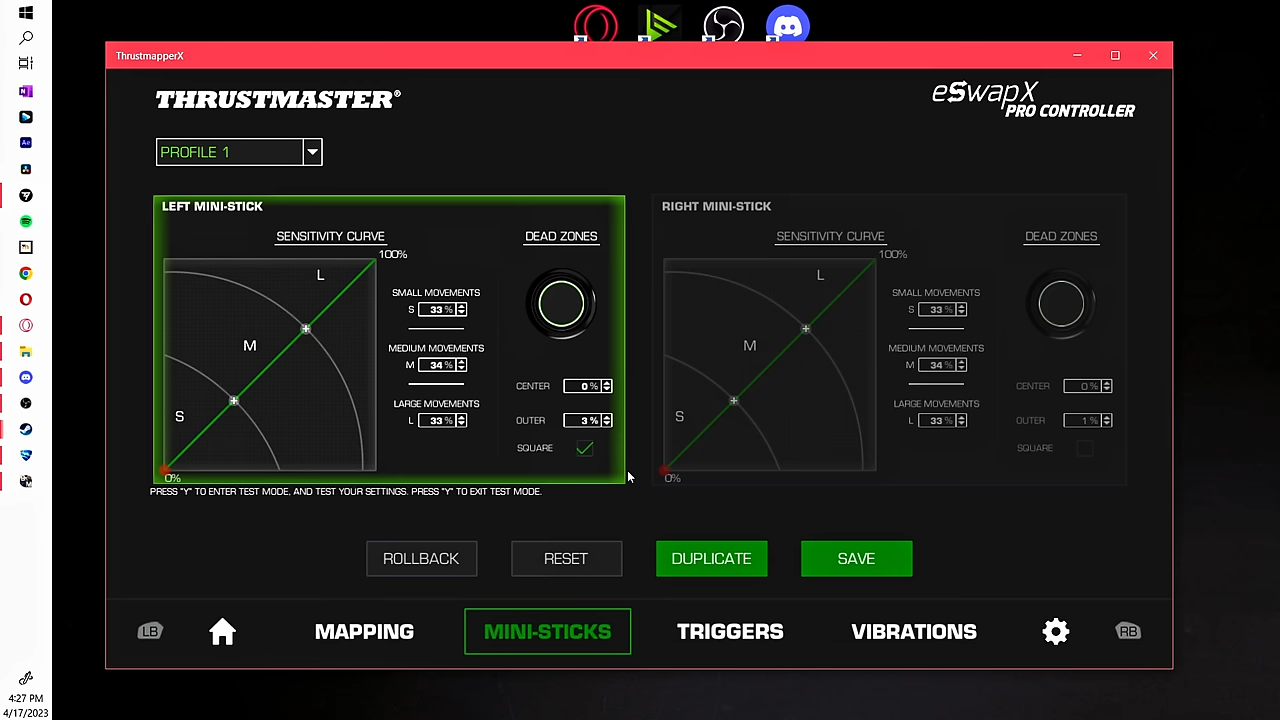 ThrustmapperX
THRUSTMASTER®
eSwapX
PRO CONTROLLER
PROFILE 1
LEFT MINI-STICK
SENSITIVITY CURVE
DEAD ZONES
100%
L
M
S
0%
SMALL MOVEMENTS
S 33 %
MEDIUM MOVEMENTS
M 34 %
LARGE MOVEMENTS
L 33 %
CENTER 0 %
OUTER 3 %
SQUARE
PRESS "Y" TO ENTER TEST MODE, AND TEST YOUR SETTINGS. PRESS "Y" TO EXIT TEST MODE.
RIGHT MINI-STICK
SENSITIVITY CURVE
DEAD ZONES
100%
L
M
S
0%
SMALL MOVEMENTS
S 33 %
MEDIUM MOVEMENTS
M 34 %
LARGE MOVEMENTS
L 33 %
CENTER 0 %
OUTER 1 %
SQUARE
ROLLBACK
RESET
DUPLICATE
SAVE
LB
MAPPING
MINI-STICKS
TRIGGERS
VIBRATIONS
RB
4:27 PM
4/17/2023